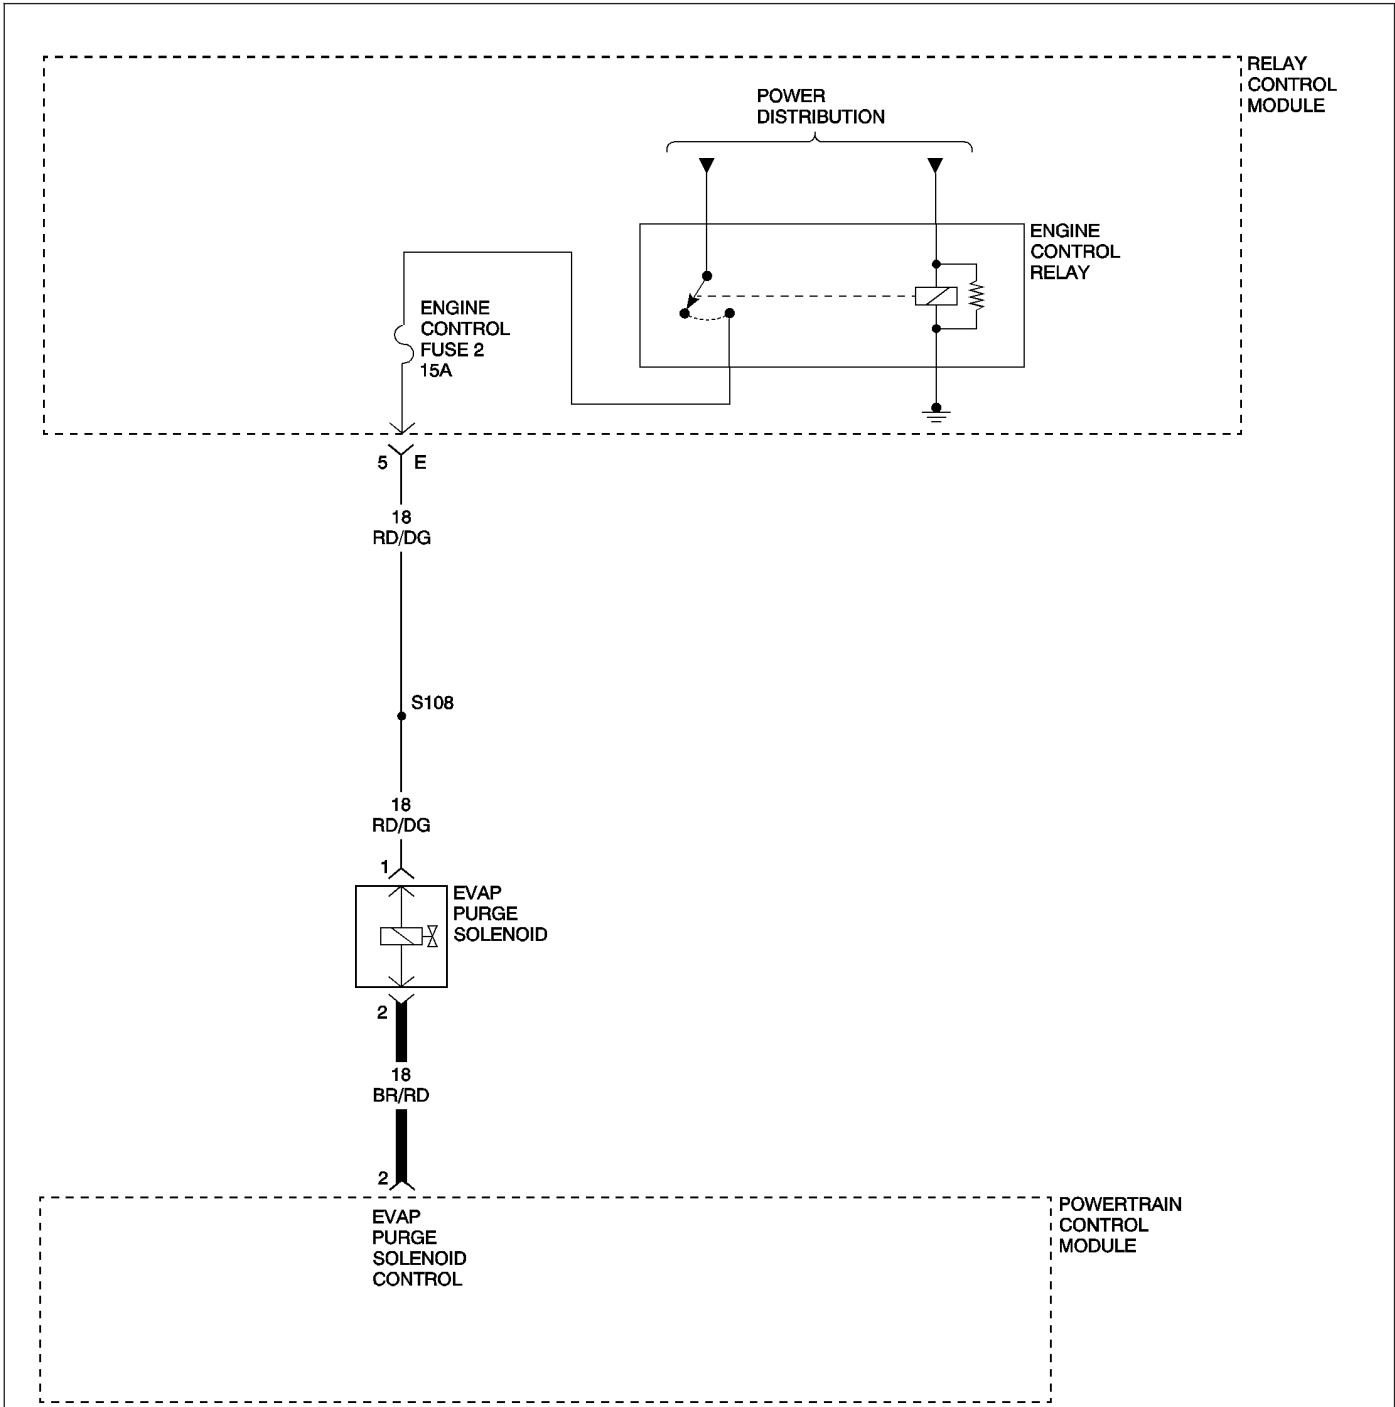 RELAY
CONTROL
MODULE
POWER
DISTRIBUTION
ENGINE
CONTROL
RELAY
ENGINE
CONTROL
FUSE 2
15A
5 E
18
RD/DG
S108
18
RD/DG
1
EVAP
PURGE
SOLENOID
2
18
BR/RD
2
EVAP
PURGE
SOLENOID
CONTROL
POWERTRAIN
CONTROL
MODULE